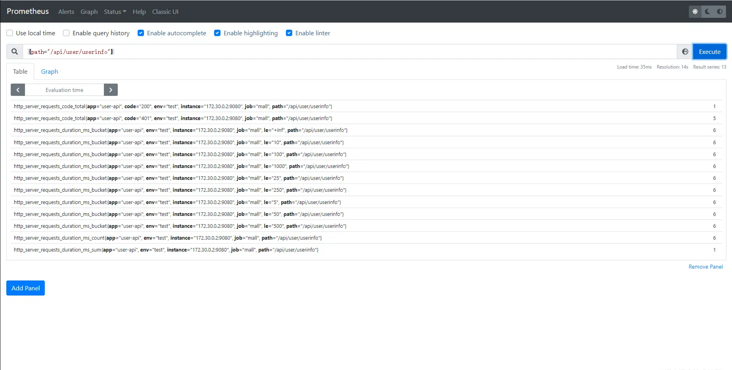 Prometheus Alerts Graph Status Help Classic UI
Use local time Enable query history Enable autocomplete Enable highlighting Enable linter
{path="/api/user/userinfo"} Execute
Load time: 25ms Resolution: 14s Result series: 13
Table Graph
Evaluation time
http_server_requests_code_total{app="user-api", code="200", env="test", instance="172.30.0.2:9080", job="mall", path="/api/user/userinfo"} 1
http_server_requests_code_total{app="user-api", code="401", env="test", instance="172.30.0.2:9080", job="mall", path="/api/user/userinfo"} 5
http_server_requests_duration_ms_bucket{app="user-api", env="test", instance="172.30.0.2:9080", job="mall", le="+Inf", path="/api/user/userinfo"} 6
http_server_requests_duration_ms_bucket{app="user-api", env="test", instance="172.30.0.2:9080", job="mall", le="10", path="/api/user/userinfo"} 6
http_server_requests_duration_ms_bucket{app="user-api", env="test", instance="172.30.0.2:9080", job="mall", le="100", path="/api/user/userinfo"} 6
http_server_requests_duration_ms_bucket{app="user-api", env="test", instance="172.30.0.2:9080", job="mall", le="1000", path="/api/user/userinfo"} 6
http_server_requests_duration_ms_bucket{app="user-api", env="test", instance="172.30.0.2:9080", job="mall", le="25", path="/api/user/userinfo"} 6
http_server_requests_duration_ms_bucket{app="user-api", env="test", instance="172.30.0.2:9080", job="mall", le="250", path="/api/user/userinfo"} 6
http_server_requests_duration_ms_bucket{app="user-api", env="test", instance="172.30.0.2:9080", job="mall", le="5", path="/api/user/userinfo"} 6
http_server_requests_duration_ms_bucket{app="user-api", env="test", instance="172.30.0.2:9080", job="mall", le="50", path="/api/user/userinfo"} 6
http_server_requests_duration_ms_bucket{app="user-api", env="test", instance="172.30.0.2:9080", job="mall", le="500", path="/api/user/userinfo"} 6
http_server_requests_duration_ms_count{app="user-api", env="test", instance="172.30.0.2:9080", job="mall", path="/api/user/userinfo"} 6
http_server_requests_duration_ms_sum{app="user-api", env="test", instance="172.30.0.2:9080", job="mall", path="/api/user/userinfo"} 1
Remove Panel
Add Panel